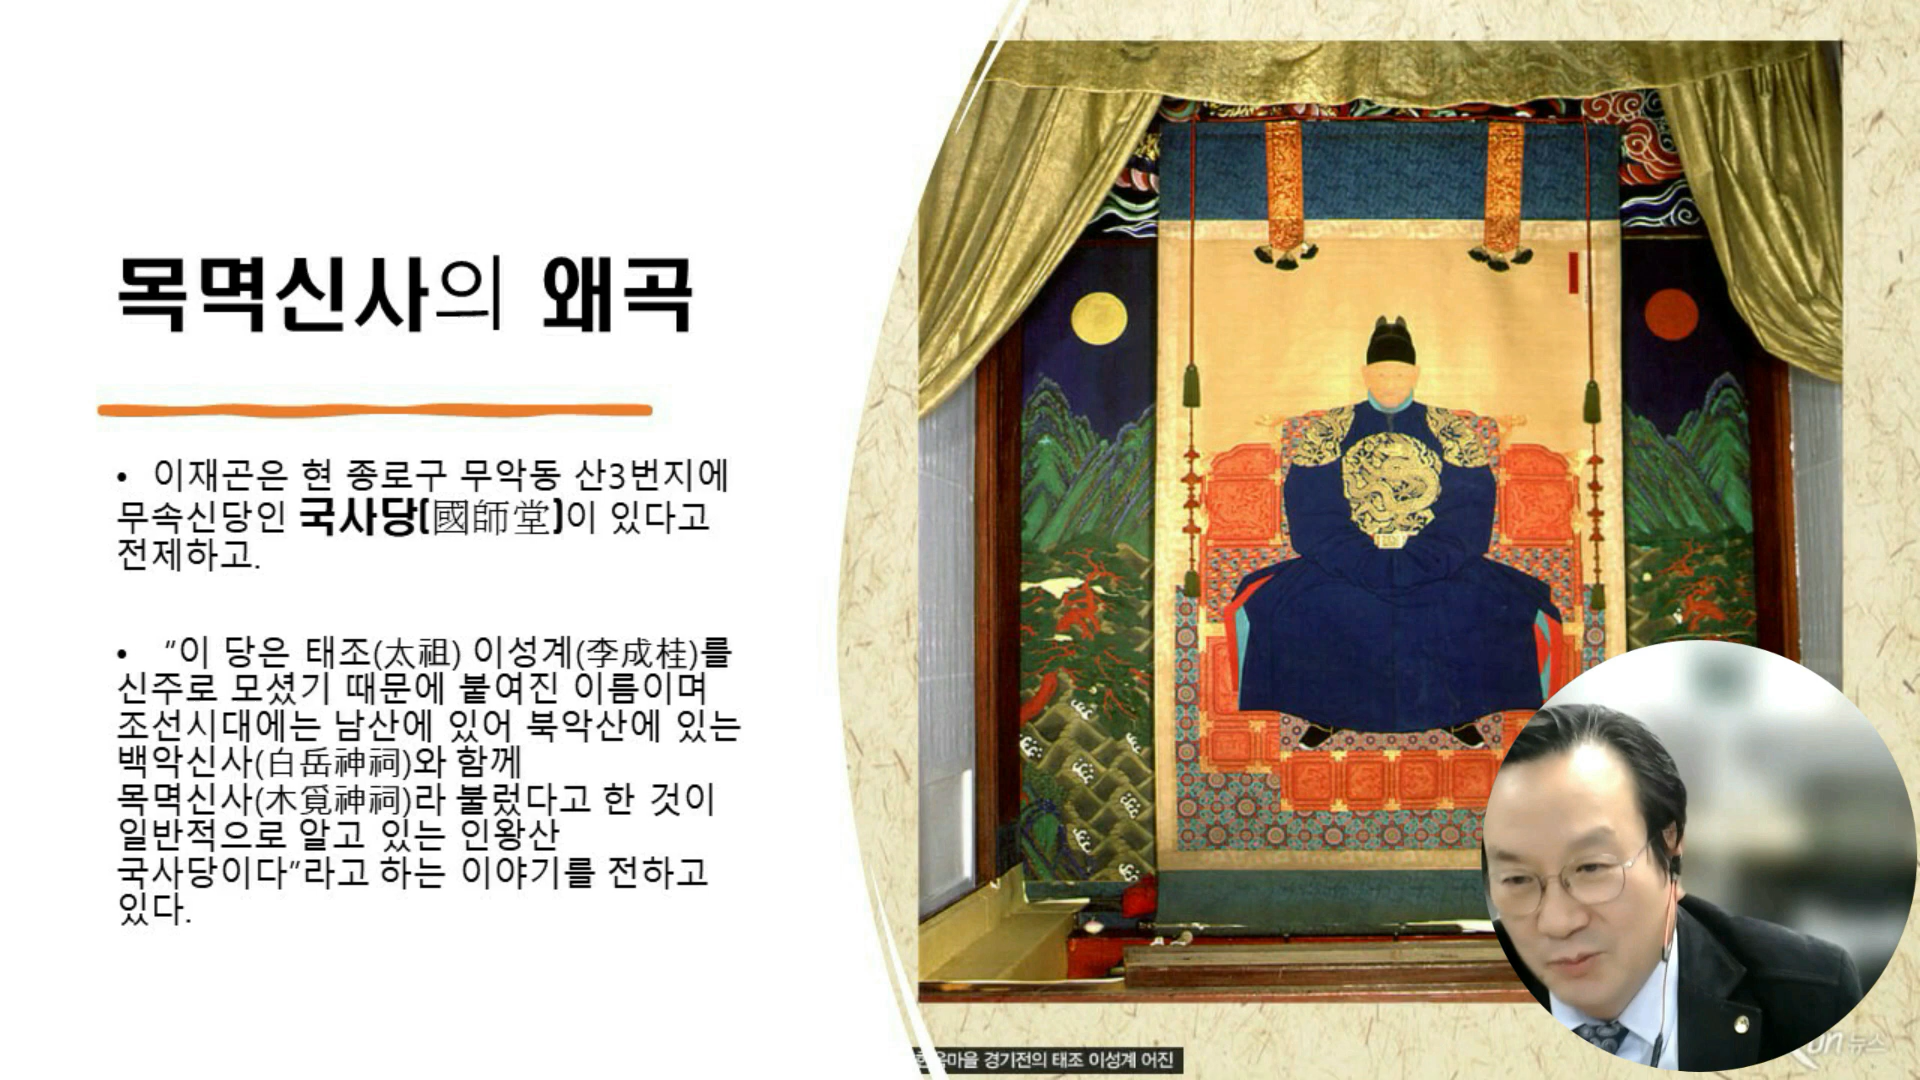 목멱신사의 왜곡
• 이재곤은 현 종로구 무악동 산3번지에
무속신당인 국사당(國師堂)이 있다고
전제하고.
• “이 당은 태조(太祖) 이성계(李成桂)를
신주로 모셨기 때문에 붙여진 이름이며
조선시대에는 남산에 있어 북악산에 있는
백악신사(白岳神祠)와 함께
목멱신사(木覓神祠)라 불렀다고 한 것이
일반적으로 알고 있는 인왕산
국사당이다”라고 하는 이야기를 전하고
있다.
한옥마을 경기전의 태조 이성계 어진
뉴스